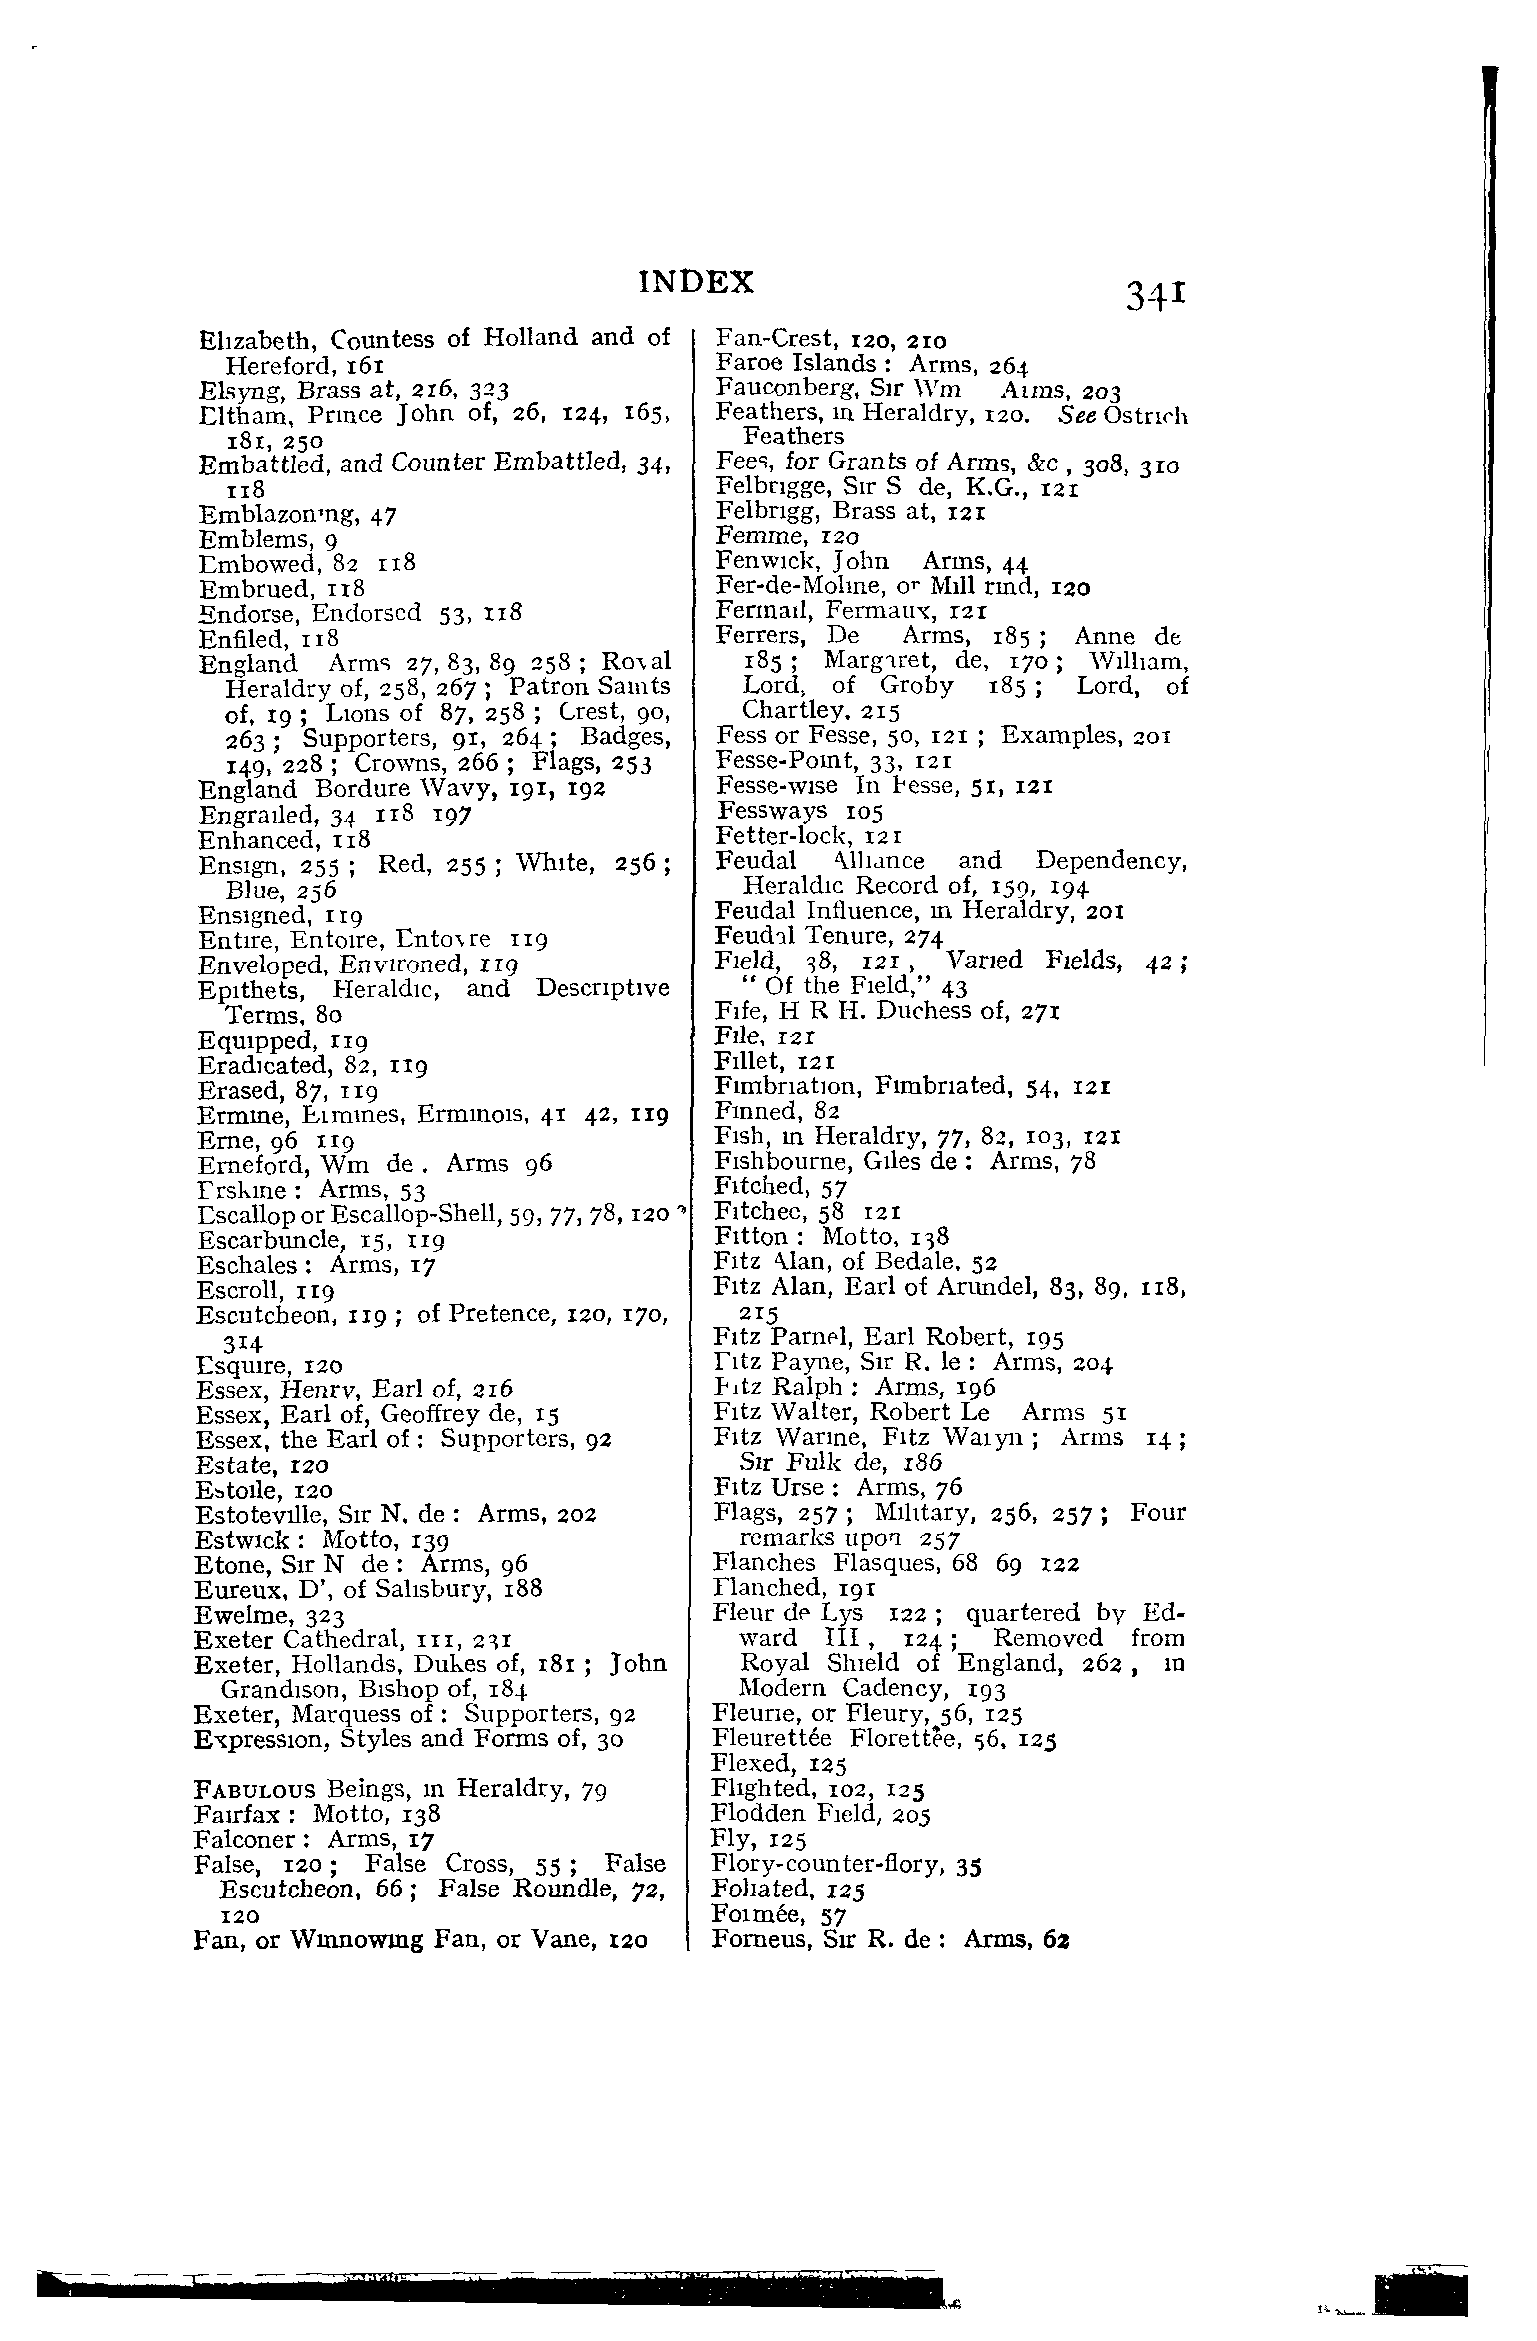 INDEX
341
Elizabeth, Countess of Holland and of
Hereford, 161
Elsyng, Brass at, 216, 323
Eltham, Prince John of, 26, 124, 165,
181, 250
Embattled, and Counter Embattled, 34,
118
Emblazoning, 47
Emblems, 9
Embowed, 82 118
Embrued, 118
Endorse, Endorsed 53, 118
Enfiled, 118
England Arms 27, 83, 89 258 ; Royal
Heraldry of, 258, 267 ; Patron Saints
of, 19 ; Lions of 87, 258 ; Crest, 90,
263 ; Supporters, 91, 264 ; Badges,
149, 228 ; Crowns, 266 ; Flags, 253
England Bordure Wavy, 191, 192
Engrailed, 34 118 197
Enhanced, 118
Ensign, 255 ; Red, 255 ; White, 256 ;
Blue, 256
Ensigned, 119
Entire, Entoire, Entoyre 119
Enveloped, Environed, 119
Epithets, Heraldic, and Descriptive
Terms, 80
Equipped, 119
Eradicated, 82, 119
Erased, 87, 119
Ermine, Ermines, Erminois, 41 42, 119
Erne, 96 119
Erneford, Wm de . Arms 96
Erskine : Arms, 53
Escallop or Escallop-Shell, 59, 77, 78, 120
Escarbuncle, 15, 119
Eschales : Arms, 17
Escroll, 119
Escutcheon, 119 ; of Pretence, 120, 170,
314
Esquire, 120
Essex, Henry, Earl of, 216
Essex, Earl of, Geoffrey de, 15
Essex, the Earl of : Supporters, 92
Estate, 120
Estoile, 120
Estoteville, Sir N. de : Arms, 202
Estwick : Motto, 139
Etone, Sir N de : Arms, 96
Eureux, D', of Salisbury, 188
Ewelme, 323
Exeter Cathedral, 111, 231
Exeter, Hollands, Dukes of, 181 ; John
Grandison, Bishop of, 184
Exeter, Marquess of : Supporters, 92
Expression, Styles and Forms of, 30
FABULOUS Beings, in Heraldry, 79
Fairfax : Motto, 138
Falconer : Arms, 17
False, 120 ; False Cross, 55 ; False
Escutcheon, 66 ; False Roundle, 72,
120
Fan, or Winnowing Fan, or Vane, 120
Fan-Crest, 120, 210
Faroe Islands : Arms, 264
Fauconberg, Sir Wm Arms, 203
Feathers, in Heraldry, 120. See Ostrich
Feathers
Fees, for Grants of Arms, &c , 308, 310
Felbrigge, Sir S de, K.G., 121
Felbrigg, Brass at, 121
Femme, 120
Fenwick, John Arms, 44
Fer-de-Moline, or Mill rind, 120
Fermail, Fermaux, 121
Ferrers, De Arms, 185 ; Anne de
185 ; Margaret, de, 170 ; William,
Lord, of Groby 185 ; Lord, of
Chartley, 215
Fess or Fesse, 50, 121 ; Examples, 201
Fesse-Point, 33, 121
Fesse-wise In Fesse, 51, 121
Fessways 105
Fetter-lock, 121
Feudal Alliance and Dependency,
Heraldic Record of, 159, 194
Feudal Influence, in Heraldry, 201
Feudal Tenure, 274
Field, 38, 121 , Varied Fields, 42 ;
" Of the Field," 43
Fife, H R H. Duchess of, 271
File, 121
Fillet, 121
Fimbriation, Fimbriated, 54, 121
Finned, 82
Fish, in Heraldry, 77, 82, 103, 121
Fishbourne, Giles de : Arms, 78
Fitched, 57
Fitchee, 58 121
Fitton : Motto, 138
Fitz Alan, of Bedale, 52
Fitz Alan, Earl of Arundel, 83, 89, 118,
215
Fitz Parnel, Earl Robert, 195
Fitz Payne, Sir R. le : Arms, 204
Fitz Ralph : Arms, 196
Fitz Walter, Robert Le Arms 51
Fitz Warine, Fitz Waryn ; Arms 14 ;
Sir Fulk de, 186
Fitz Urse : Arms, 76
Flags, 257 ; Military, 256, 257 ; Four
remarks upon 257
Flanches Flasques, 68 69 122
Flanched, 191
Fleur de Lys 122 ; quartered by Ed-
ward III , 124 ; Removed from
Royal Shield of England, 262 , in
Modern Cadency, 193
Fleurie, or Fleury, 56, 125
Fleurettée Florettée, 56, 125
Flexed, 125
Flighted, 102, 125
Flodden Field, 205
Fly, 125
Flory-counter-flory, 35
Foliated, 125
Formée, 57
Forneus, Sir R. de : Arms, 62